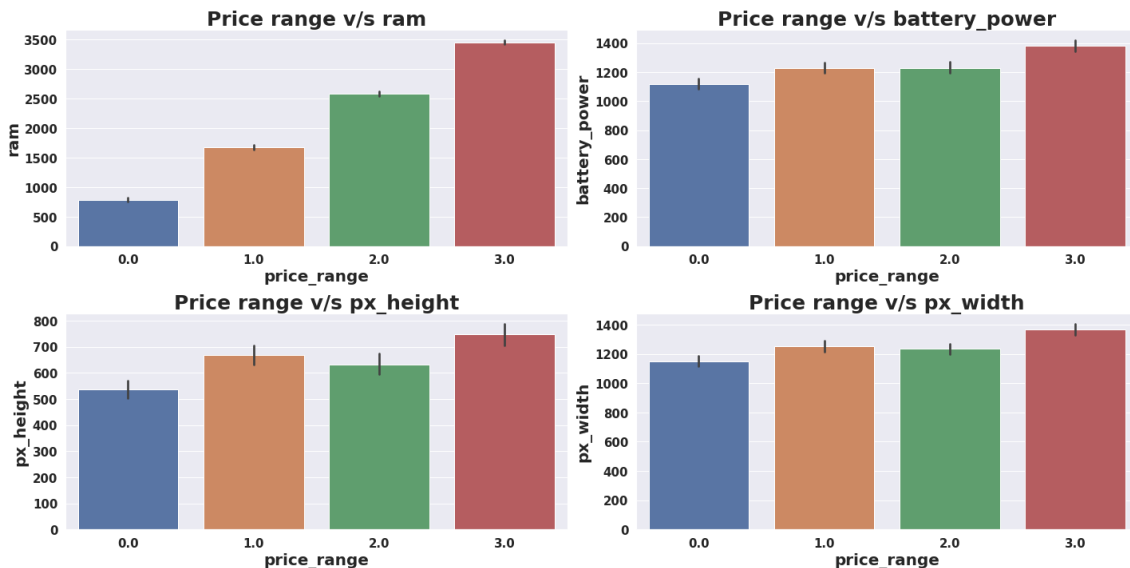 Price range v/s ram
3500
3000
2500
2000
1500
1000
500
0
ram
0.0 1.0 2.0 3.0
price_range
Price range v/s battery_power
1400
1200
1000
800
600
400
200
0
battery_power
0.0 1.0 2.0 3.0
price_range
Price range v/s px_height
800
700
600
500
400
300
200
100
0
px_height
0.0 1.0 2.0 3.0
price_range
Price range v/s px_width
1400
1200
1000
800
600
400
200
0
px_width
0.0 1.0 2.0 3.0
price_range